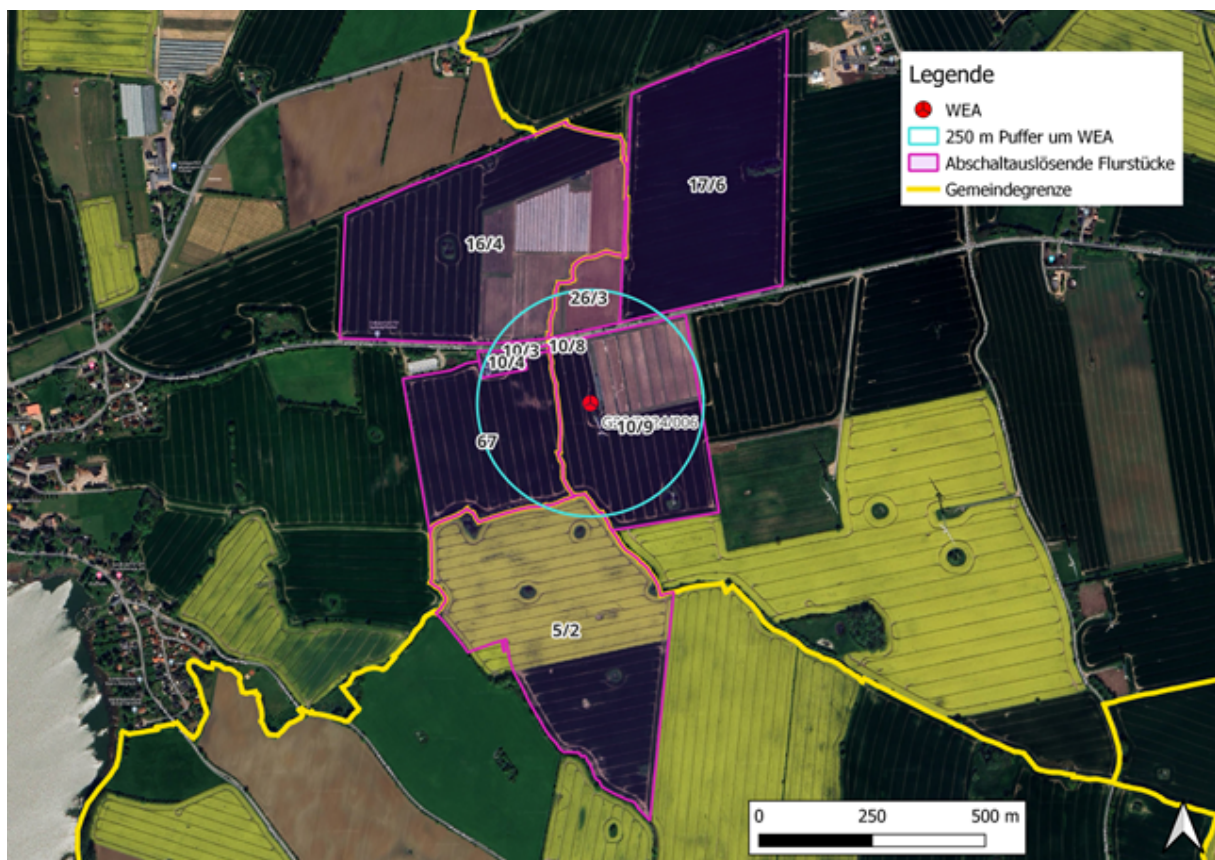 Legende
WEA
250 m Puffer um WEA
Abschaltauslösende Flurstücke
Gemeindegrenze
17/6
16/4
26/3
10/3
10/8
10/4
67
10/9
5/2
0
250
500 m